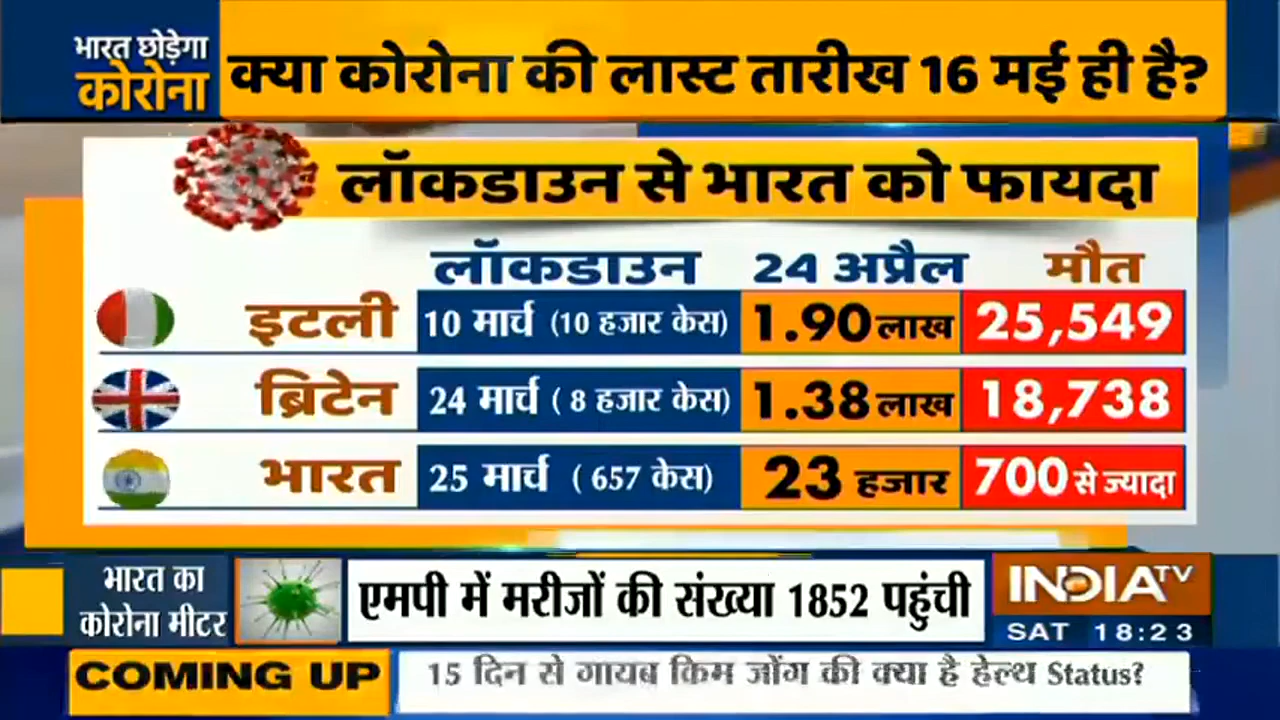 भारत छोड़ेगा
कोरोना
क्या कोरोना की लास्ट तारीख 16 मई ही है?
लॉकडाउन से भारत को फायदा
लॉकडाउन 24 अप्रैल मौत
इटली 10 मार्च (10 हजार केस) 1.90 लाख 25,549
ब्रिटेन 24 मार्च ( 8 हजार केस) 1.38 लाख 18,738
भारत 25 मार्च ( 657 केस) 23 हजार 700 से ज्यादा
भारत का
कोरोना मीटर
एमपी में मरीजों की संख्या 1852 पहुंची
INDIA TV
SAT 18:23
COMING UP
15 दिन से गायब किम जोंग की क्या है हेल्थ Status?